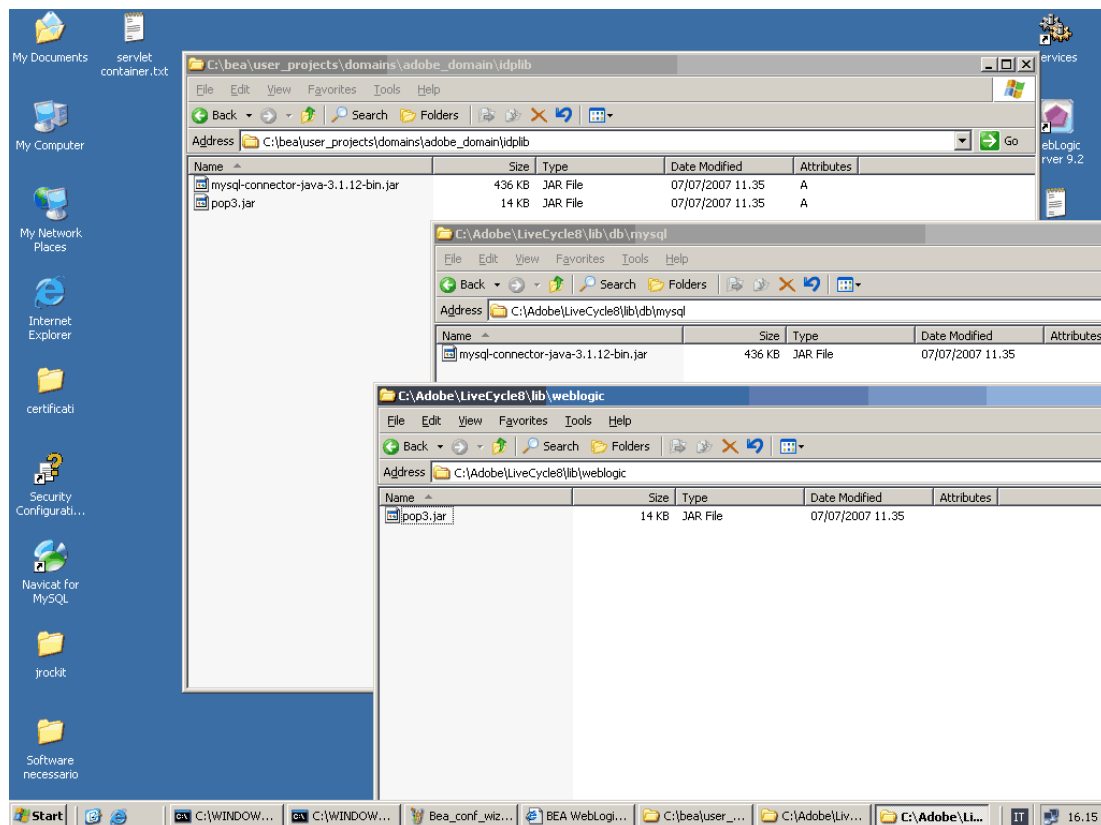 My Documents
servlet container.txt
ervices
My Computer
ebLogic
rver 9.2
My Network Places
Internet Explorer
certificati
Security Configurati...
Navicat for MySQL
jrockit
Software necessario
C:\bea\user_projects\domains\adobe_domain\idplib
File Edit View Favorites Tools Help
Back Search Folders
Address C:\bea\user_projects\domains\adobe_domain\idplib Go
Name Size Type Date Modified Attributes
mysql-connector-java-3.1.12-bin.jar 436 KB JAR File 07/07/2007 11.35 A
pop3.jar 14 KB JAR File 07/07/2007 11.35 A
C:\Adobe\LiveCycle8\lib\db\mysql
File Edit View Favorites Tools Help
Back Search Folders
Address C:\Adobe\LiveCycle8\lib\db\mysql
Name Size Type Date Modified Attributes
mysql-connector-java-3.1.12-bin.jar 436 KB JAR File 07/07/2007 11.35
C:\Adobe\LiveCycle8\lib\weblogic
File Edit View Favorites Tools Help
Back Search Folders
Address C:\Adobe\LiveCycle8\lib\weblogic
Name Size Type Date Modified Attributes
pop3.jar 14 KB JAR File 07/07/2007 11.35
Start C:\WINDOW... C:\WINDOW... Bea_conf_wiz... BEA WebLogi... C:\bea\user_... C:\Adobe\Liv... C:\Adobe\Li... IT 16.15